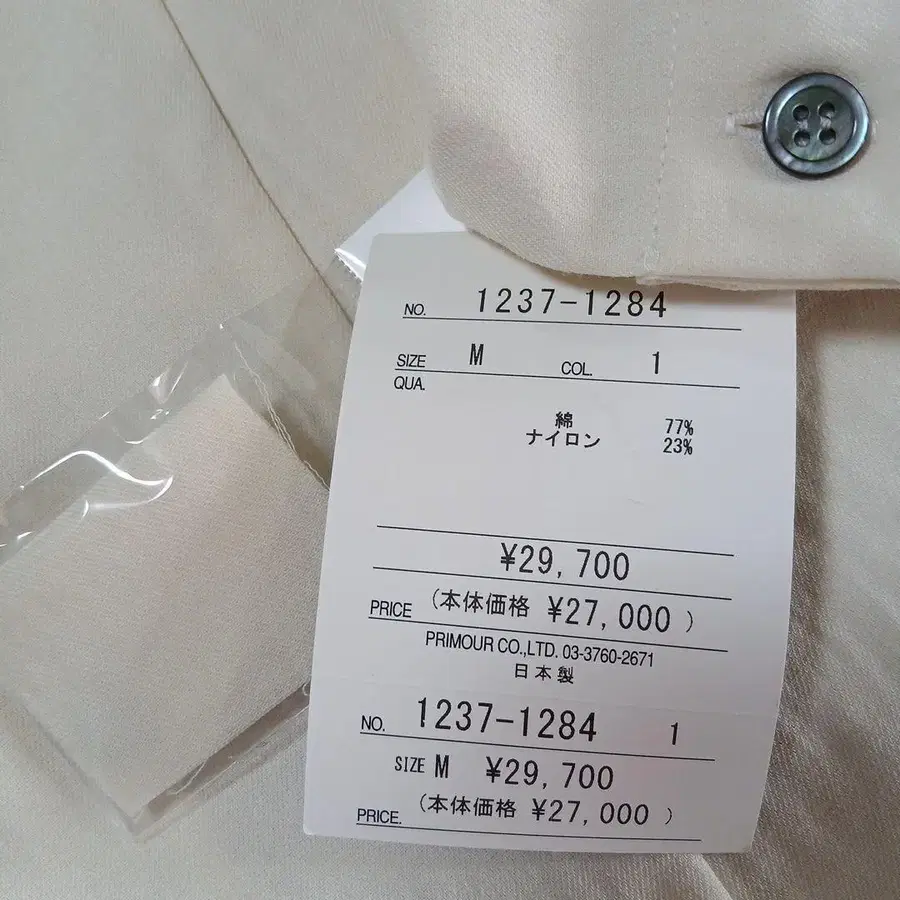 NO. 1237-1284
SIZE M COL. 1
QUA.
綿 77%
ナイロン 23%
¥29,700
PRICE (本体価格 ¥27,000)
PRIMOUR CO.,LTD. 03-3760-2671
日本製
NO. 1237-1284 1
SIZE M ¥29,700
PRICE. (本体価格 ¥27,000)